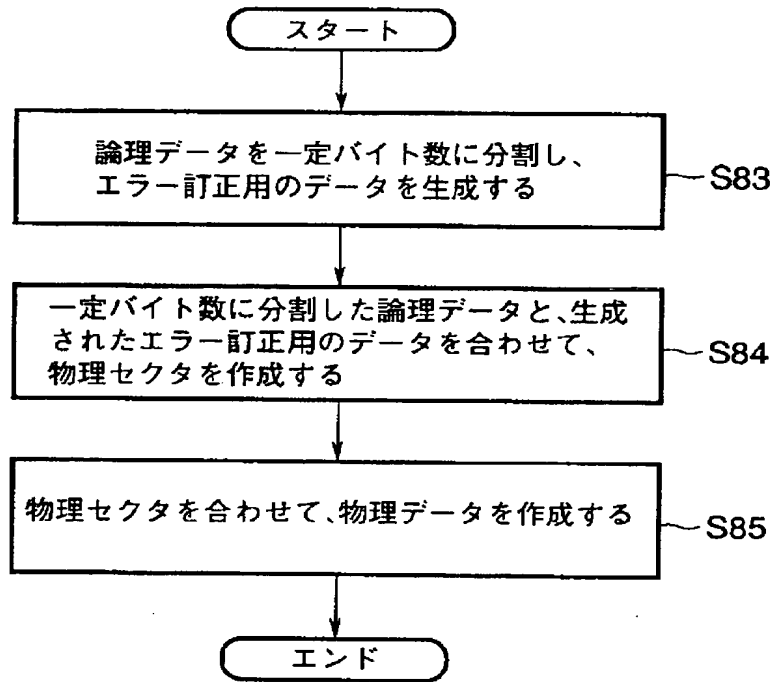 スタート
論理データを一定バイト数に分割し、
エラー訂正用のデータを生成する
S83
一定バイト数に分割した論理データと、生成
されたエラー訂正用のデータを合わせて、
物理セクタを作成する
S84
物理セクタを合わせて、物理データを作成する
S85
エンド